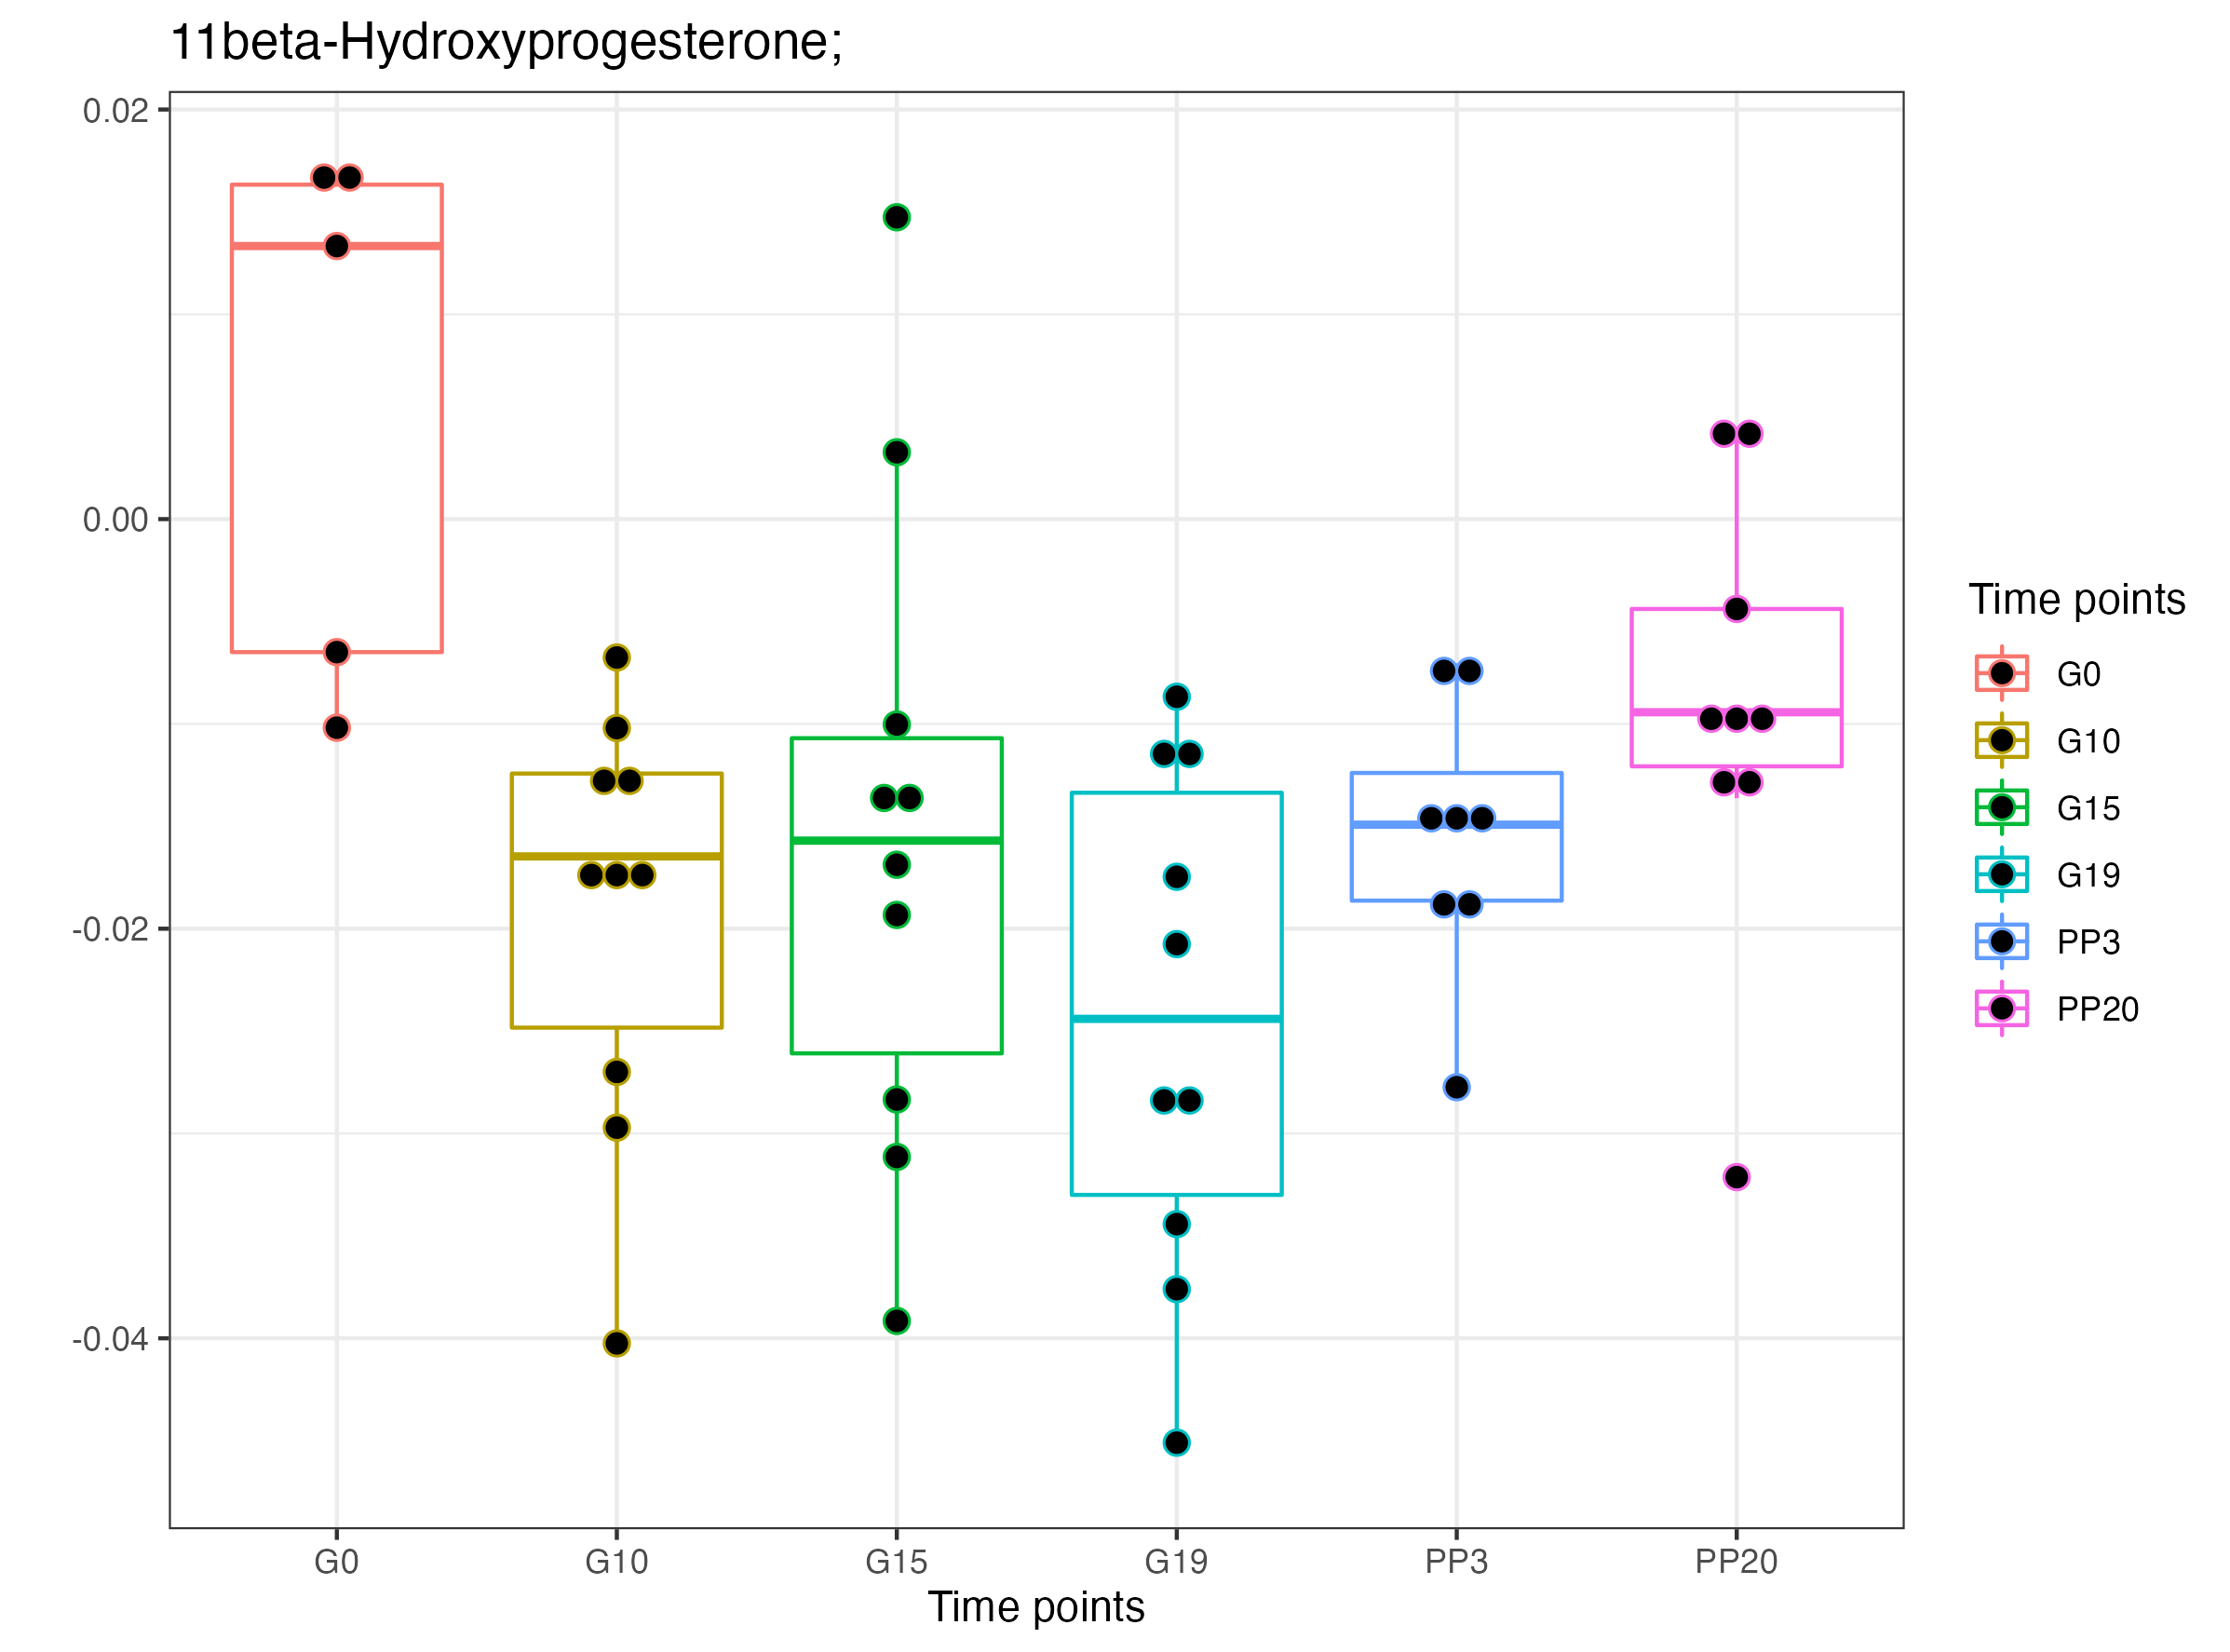 11beta-Hydroxyprogesterone;
0.02
0.00
-0.02
-0.04
G0 G10 G15 G19 PP3 PP20
Time points
Time points
G0
G10
G15
G19
PP3
PP20